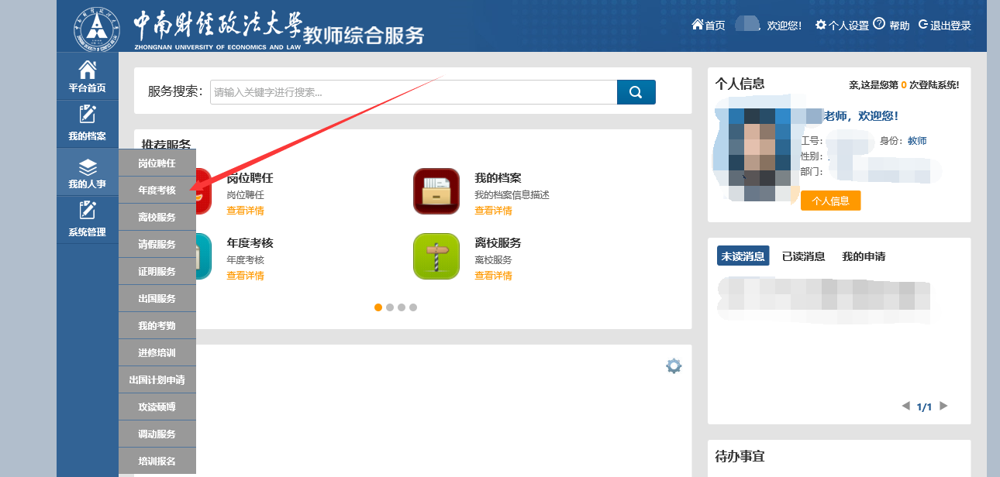 中南财经政法大学 教师综合服务
ZHONGNAN UNIVERSITY OF ECONOMICS AND LAW
首页 欢迎您! 个人设置 帮助 退出登录
平台首页
我的档案
我的人事
系统管理
岗位聘任
年度考核
离校服务
请假服务
证明服务
出国服务
我的考勤
进修培训
出国计划申请
攻读硕博
调动服务
培训报名
服务搜索: 请输入关键字进行搜索...
推荐服务
岗位聘任
岗位聘任
查看详情
我的档案
我的档案信息描述
查看详情
年度考核
年度考核
查看详情
离校服务
离校服务
查看详情
个人信息 亲,这是您第 0 次登陆系统!
老师，欢迎您!
工号: 身份: 教师
性别:
部门:
个人信息
未读消息 已读消息 我的申请
1/1
待办事宜